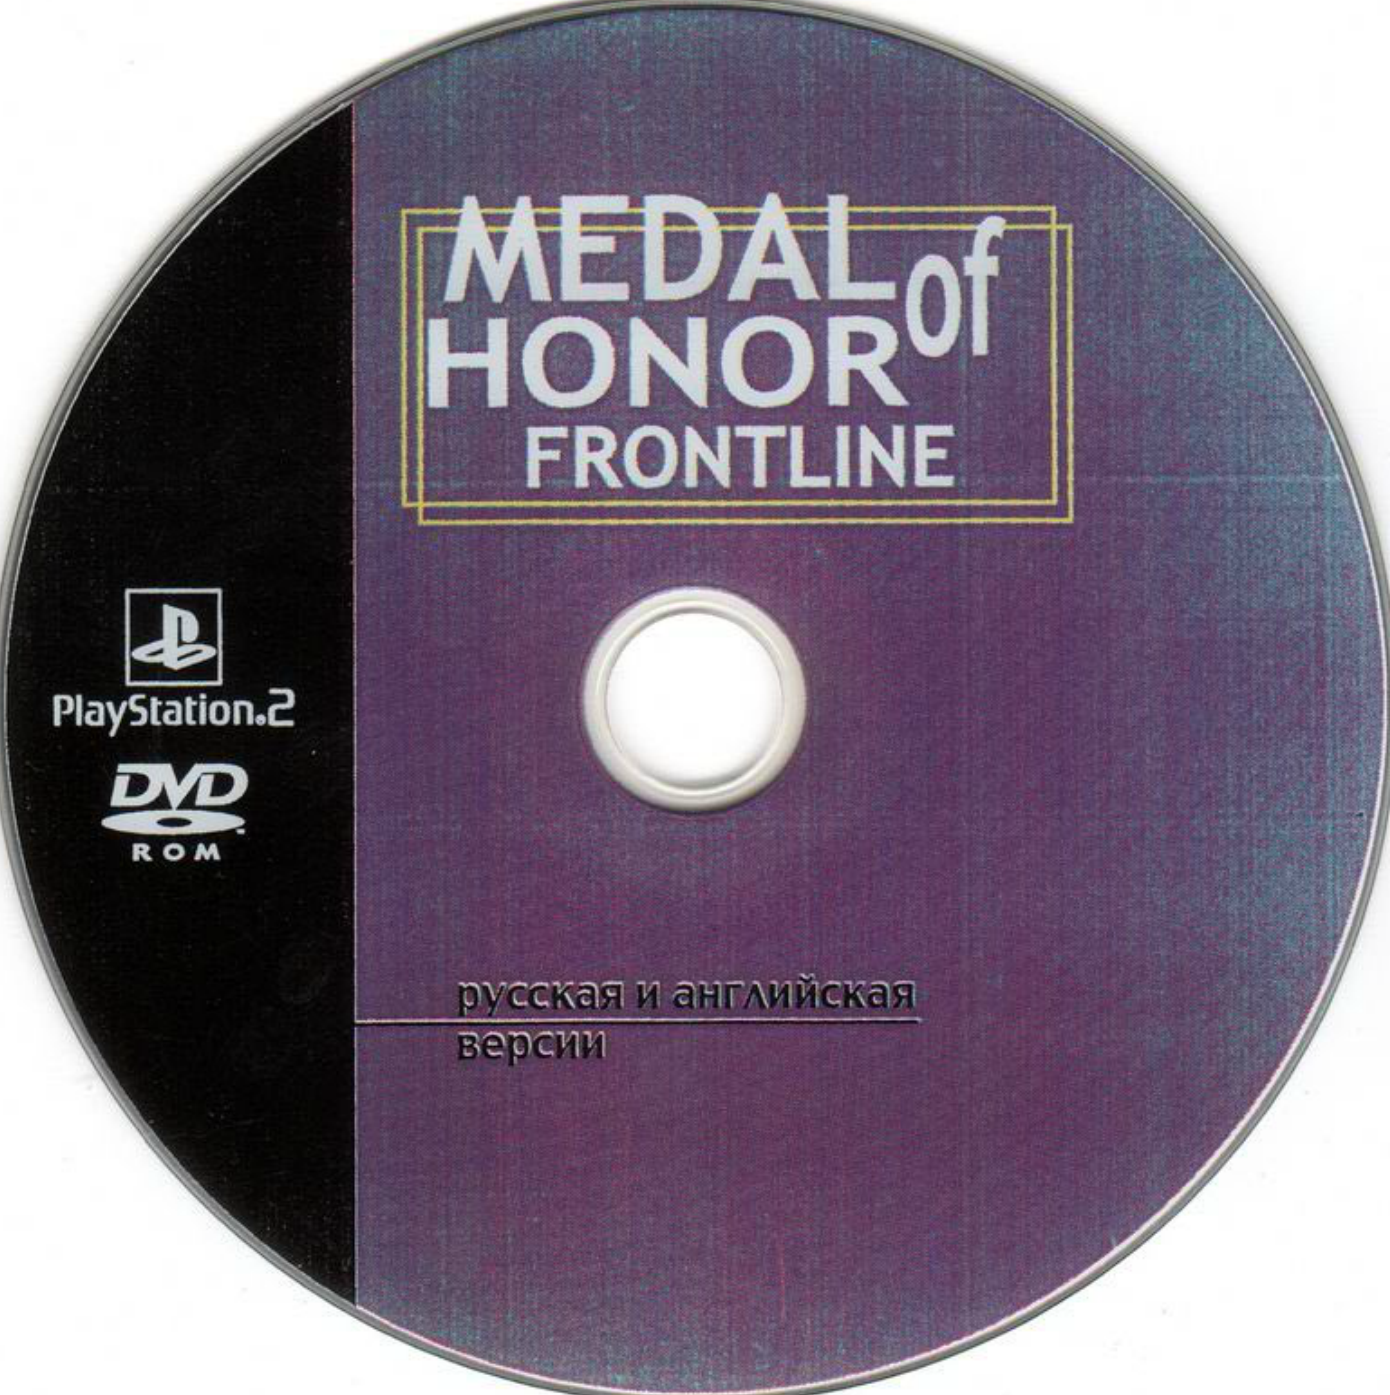 MEDAL of
HONOR
FRONTLINE
PlayStation.2
DVD
ROM
русская и английская
версии